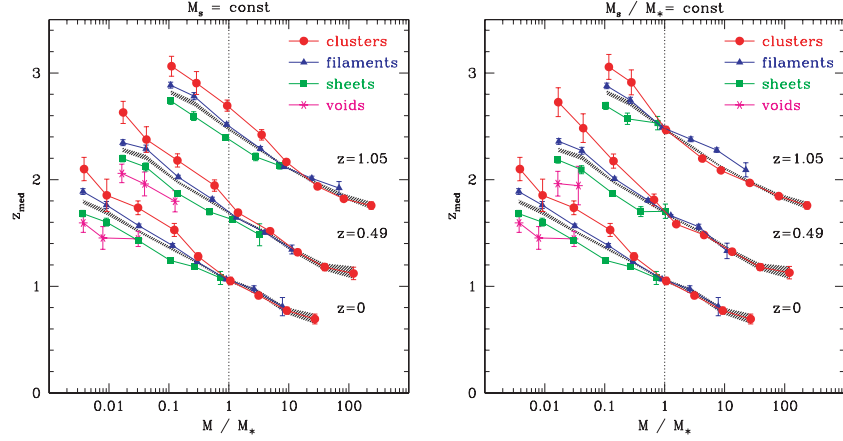 M_s = const
M_s / M_* = const
clusters
filaments
sheets
voids
clusters
filaments
sheets
voids
z=1.05
z=0.49
z=0
z=1.05
z=0.49
z=0
z_med
z_med
3
2
1
0
3
2
1
0
0.01 0.1 1 10 100
0.01 0.1 1 10 100
M / M_*
M / M_*